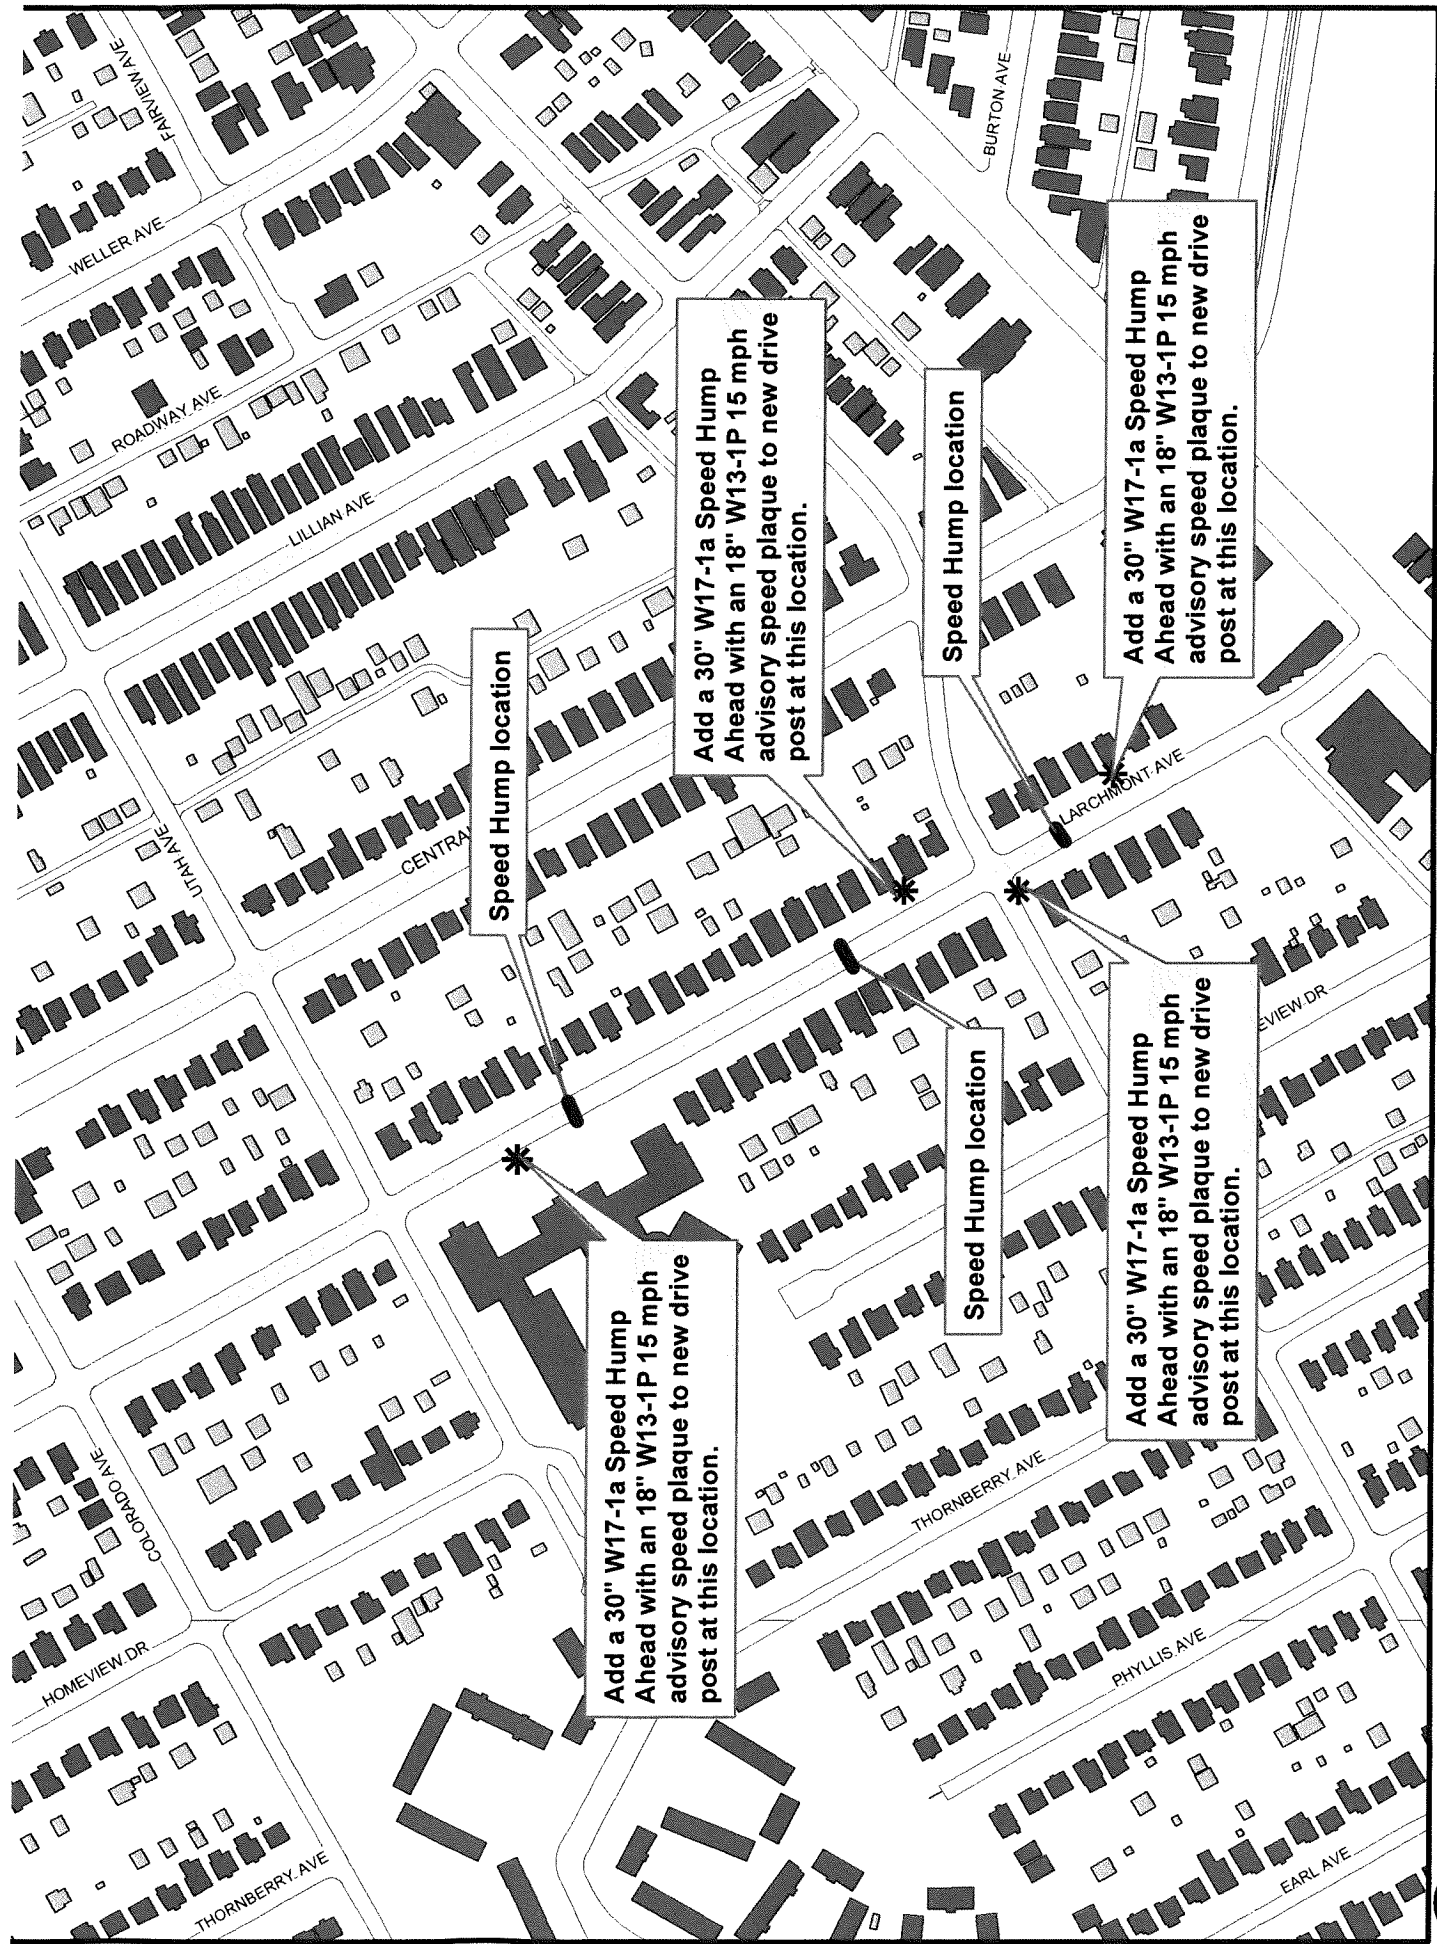 HOMEVIEW DR
WELLER AVE
FAIRVIEW AVE
COLORADO AVE
ROADWAY AVE
UTAH AVE
THORNBERRY AVE
LILLIAN AVE
CENTRA
Speed Hump location
Add a 30" W17-1a Speed Hump
Ahead with an 18" W13-1P 15 mph
advisory speed plaque to new drive
post at this location.
Add a 30" W17-1a Speed Hump
Ahead with an 18" W13-1P 15 mph
advisory speed plaque to new drive
post at this location.
Speed Hump location
Speed Hump location
THORNBERRY AVE
BURTON AVE
LARCHMONT AVE
Add a 30" W17-1a Speed Hump
Ahead with an 18" W13-1P 15 mph
advisory speed plaque to new drive
post at this location.
Add a 30" W17-1a Speed Hump
Ahead with an 18" W13-1P 15 mph
advisory speed plaque to new drive
post at this location.
PHYLLIS AVE
EVIEW DR
EARL AVE